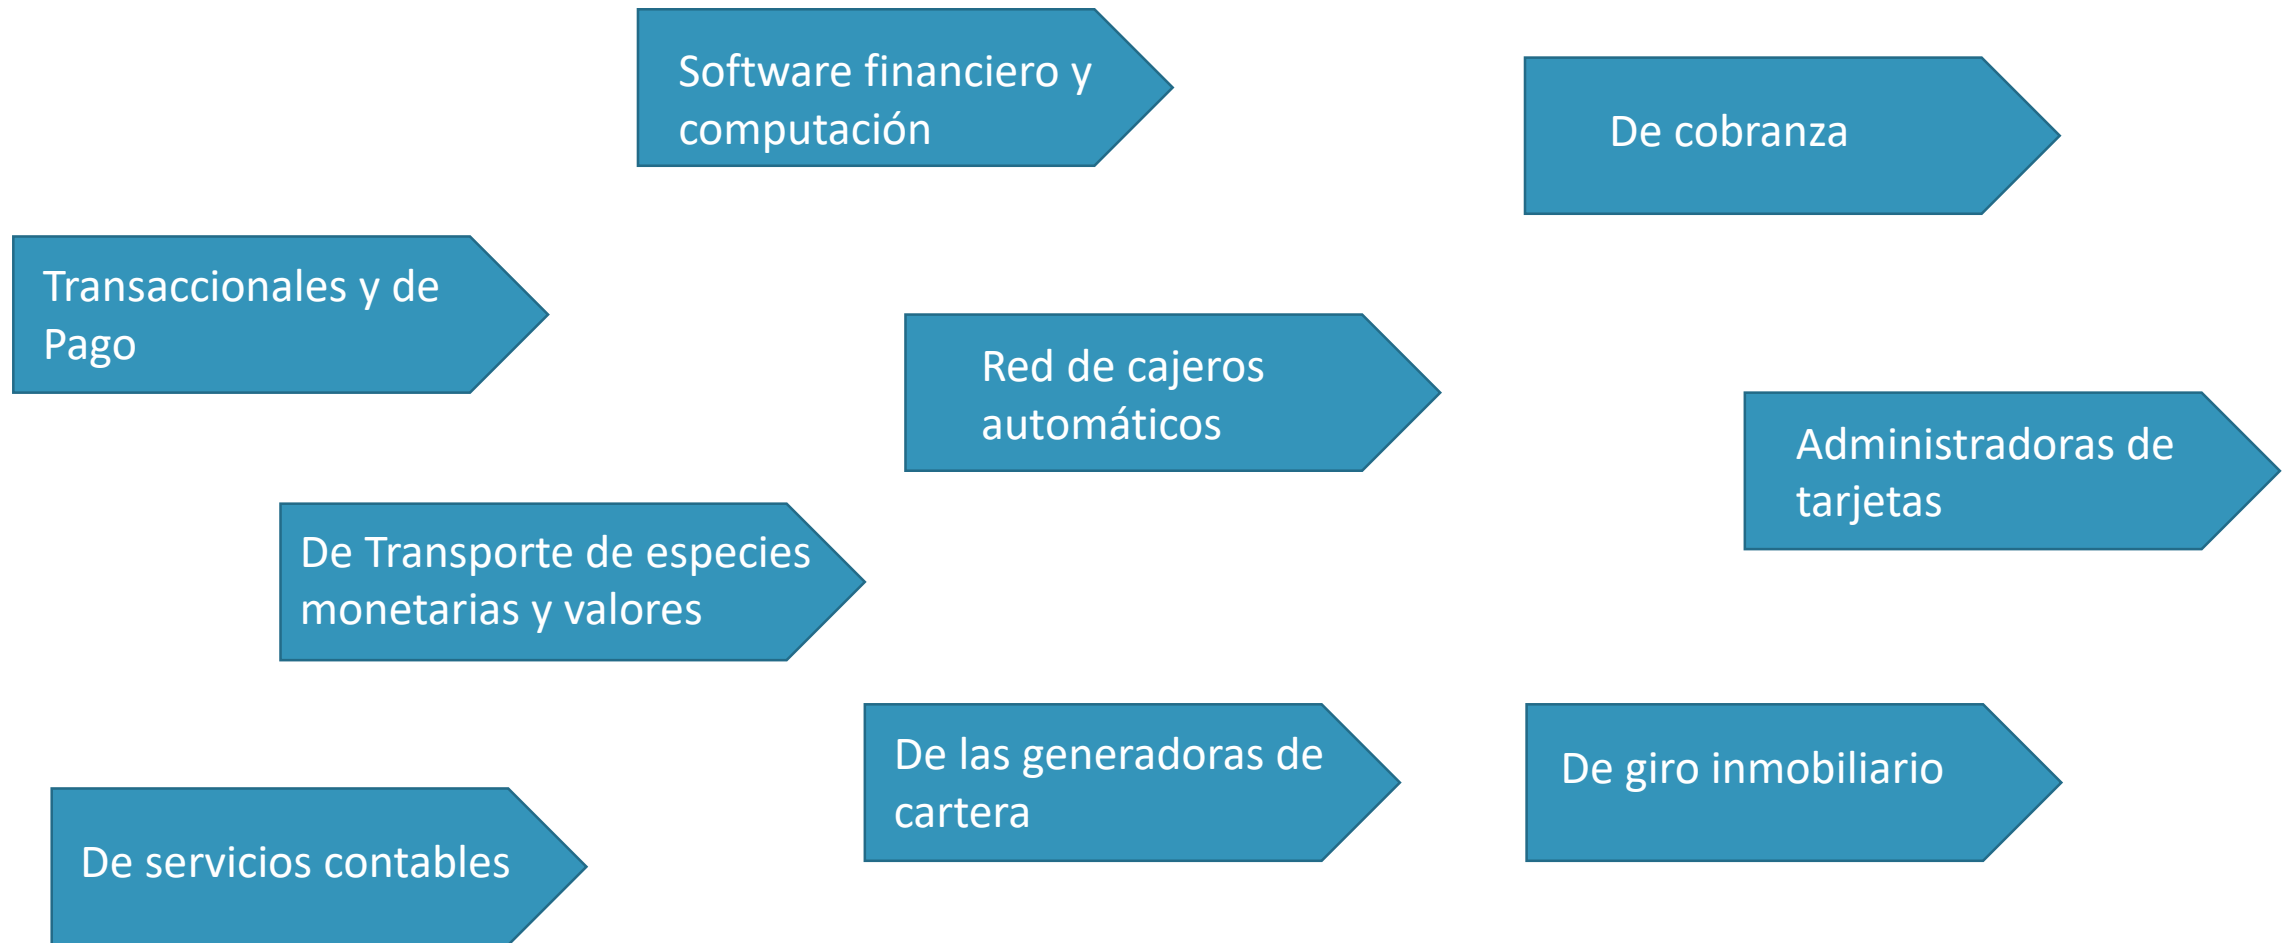 Software financiero y
computación
De cobranza
Transaccionales y de
Pago
Red de cajeros
automáticos
Administradoras de
tarjetas
De Transporte de especies
monetarias y valores
De las generadoras de
cartera
De giro inmobiliario
De servicios contables